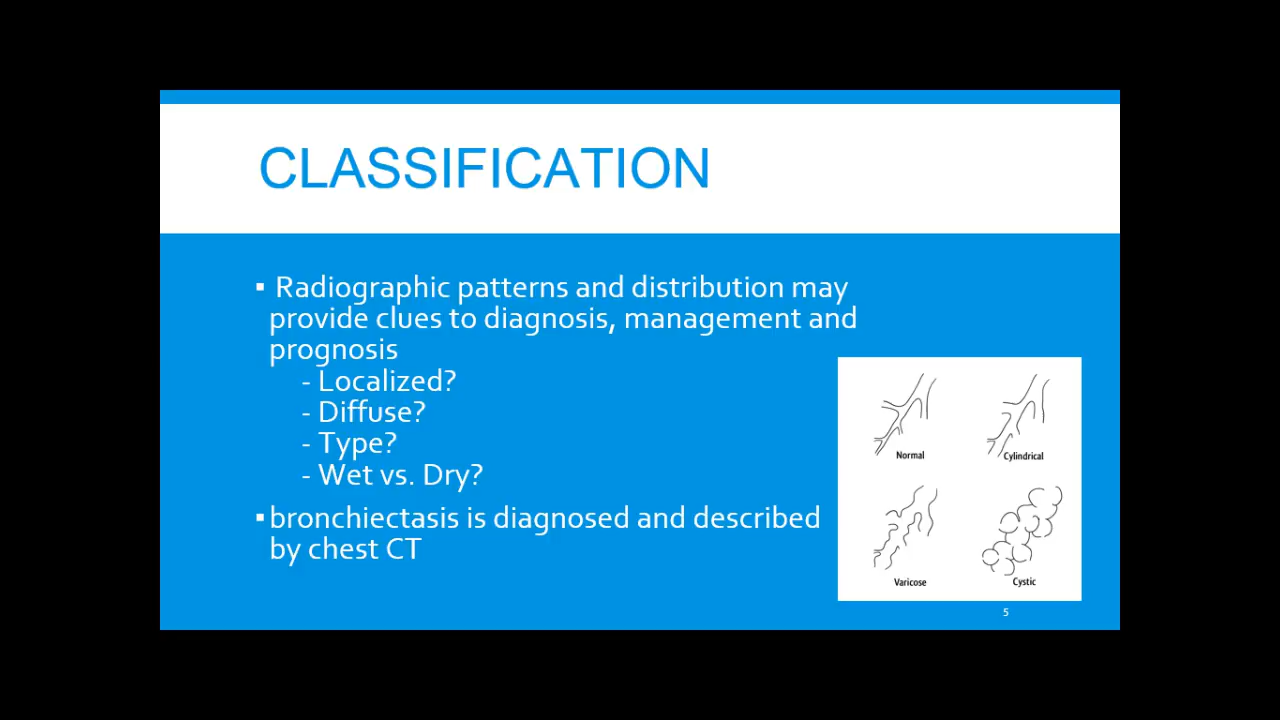 CLASSIFICATION
▪ Radiographic patterns and distribution may
provide clues to diagnosis, management and
prognosis
- Localized?
- Diffuse?
- Type?
- Wet vs. Dry?
▪ bronchiectasis is diagnosed and described
by chest CT
Normal
Cylindrical
Varicose
Cystic
5